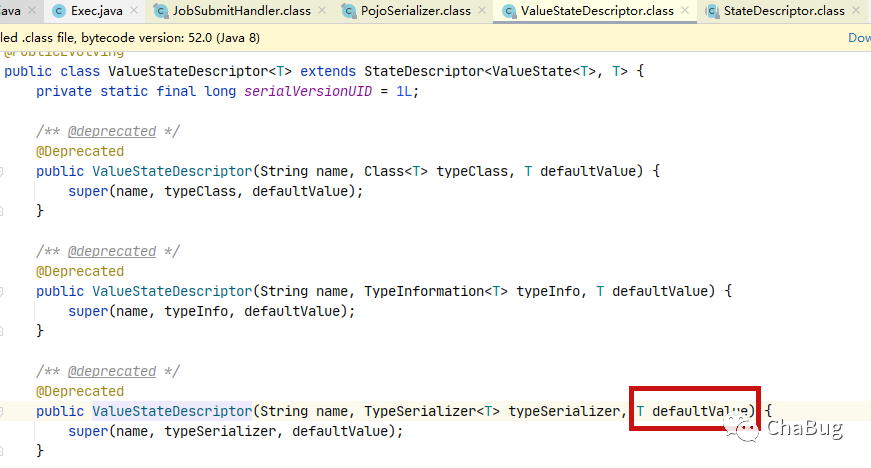 java Exec.java JobSubmitHandler.class PojoSerializer.class ValueStateDescriptor.class StateDescriptor.class
led .class file, bytecode version: 52.0 (Java 8) Dow
@PublicEvolving
public class ValueStateDescriptor<T> extends StateDescriptor<ValueState<T>, T> {
private static final long serialVersionUID = 1L;
/** @deprecated */
@Deprecated
public ValueStateDescriptor(String name, Class<T> typeClass, T defaultValue) {
super(name, typeClass, defaultValue);
}
/** @deprecated */
@Deprecated
public ValueStateDescriptor(String name, TypeInformation<T> typeInfo, T defaultValue) {
super(name, typeInfo, defaultValue);
}
/** @deprecated */
@Deprecated
public ValueStateDescriptor(String name, TypeSerializer<T> typeSerializer, T defaultValue) {
super(name, typeSerializer, defaultValue);
}
ChaBug